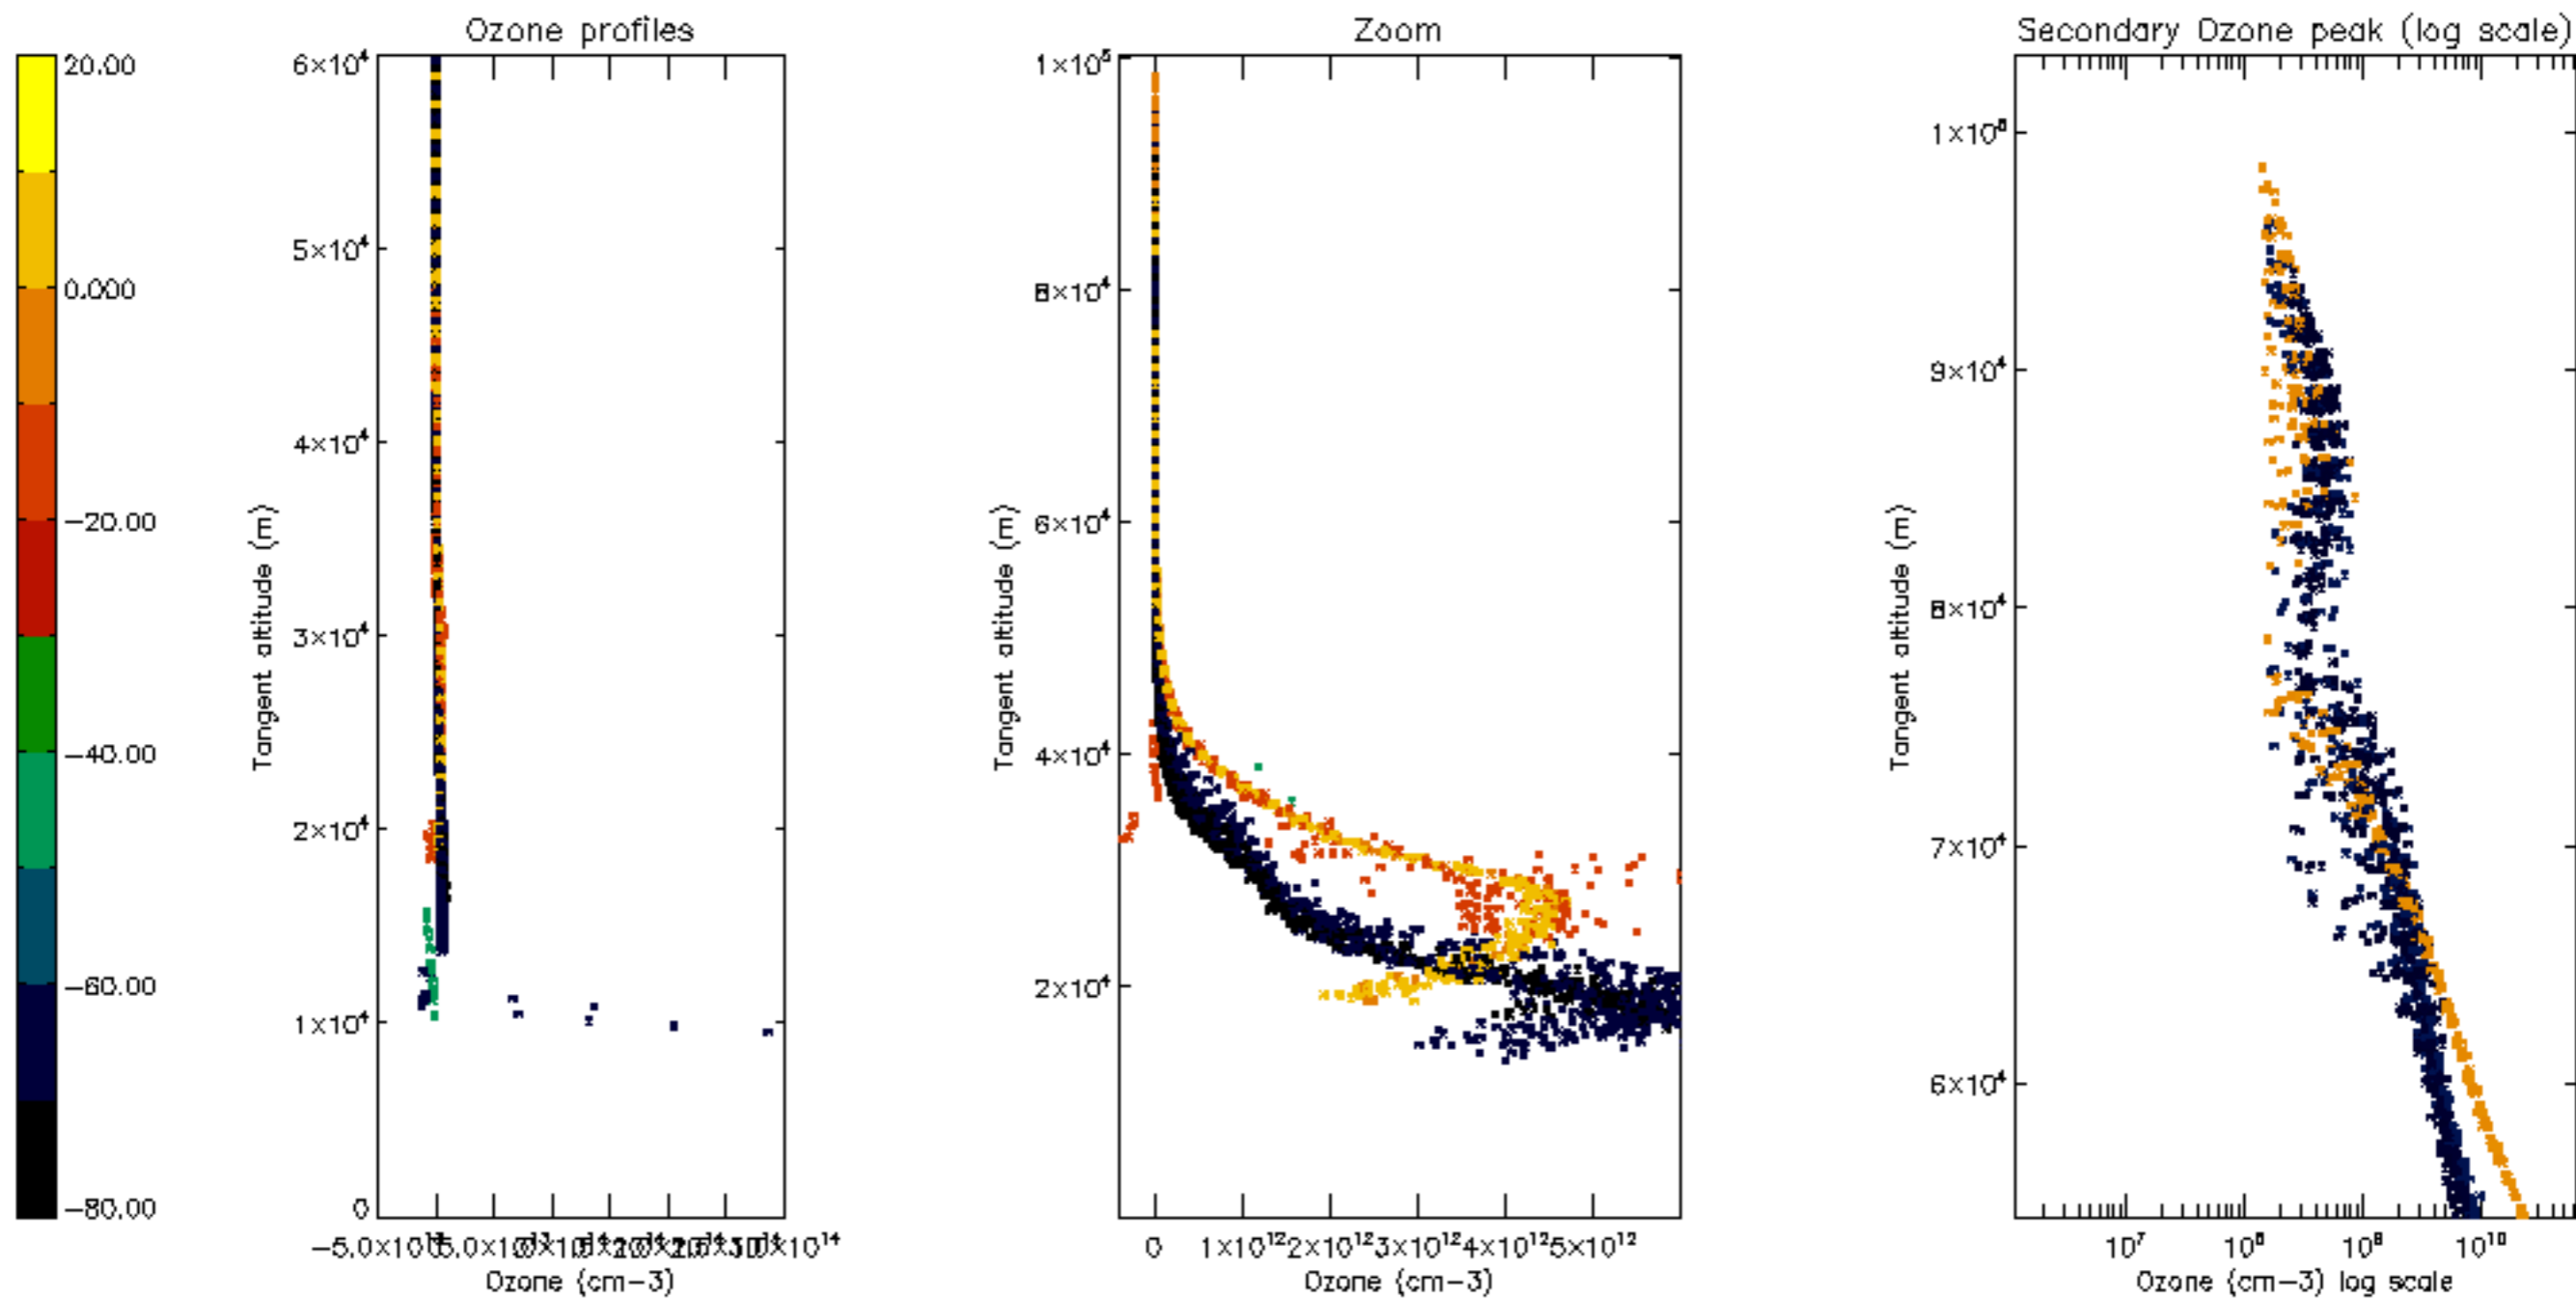 Ozone profiles
Zoom
Secondary Ozone peak (log scale)
20.00
0.000
−20.00
−40.00
−60.00
−80.00
6×10⁴
5×10⁴
4×10⁴
3×10⁴
2×10⁴
1×10⁴
0
Tangent altitude (m)
Ozone (cm−3)
1×10⁵
8×10⁴
6×10⁴
4×10⁴
2×10⁴
Tangent altitude (m)
0 1×10¹² 2×10¹² 3×10¹² 4×10¹² 5×10¹²
Ozone (cm−3)
9×10⁴
8×10⁴
7×10⁴
6×10⁴
Tangent altitude (m)
10⁷ 10⁸ 10⁹ 10¹⁰
Ozone (cm−3) log scale